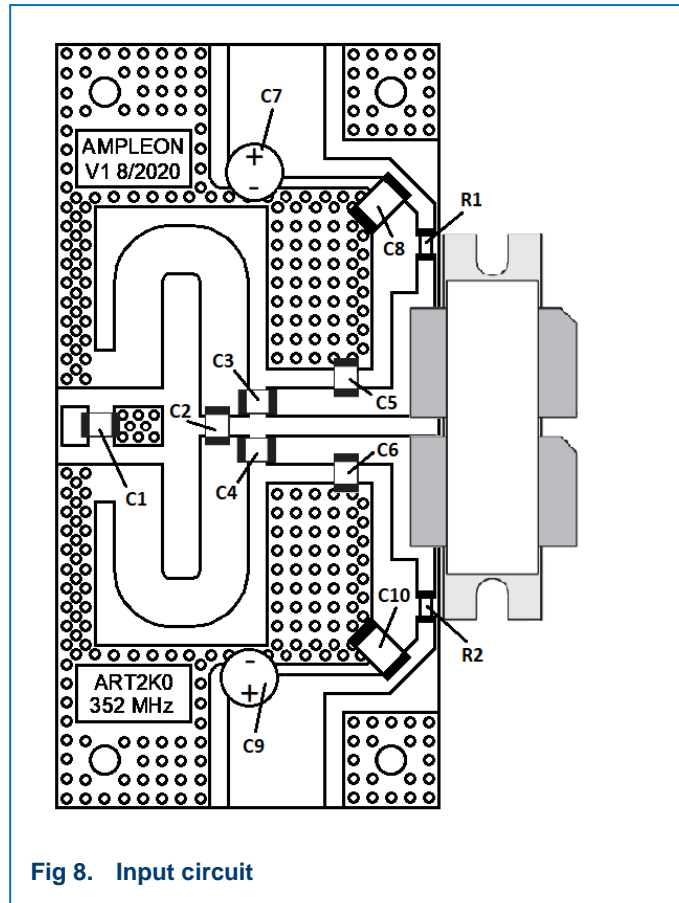 C7
AMPLEON
V1 8/2020
+
-
R1
C8
C3
C5
C2
C1
C4
C6
C10
R2
-
+
ART2K0
352 MHz
C9
Fig 8. Input circuit